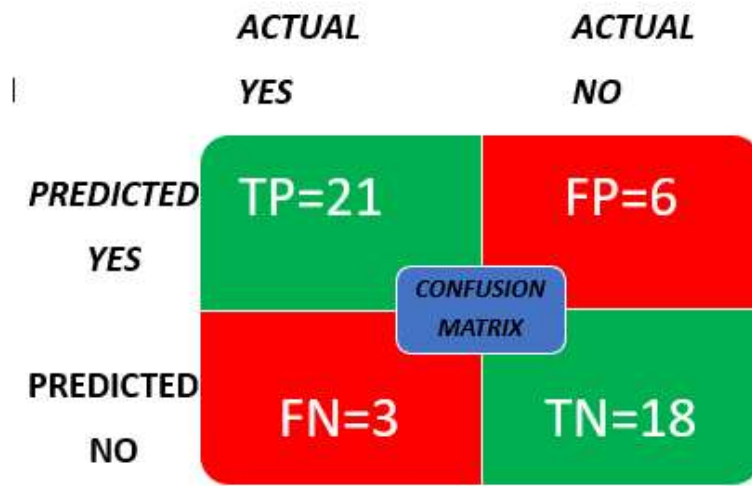 ACTUAL ACTUAL
YES NO
PREDICTED TP=21 FP=6
YES
CONFUSION
MATRIX
PREDICTED FN=3 TN=18
NO